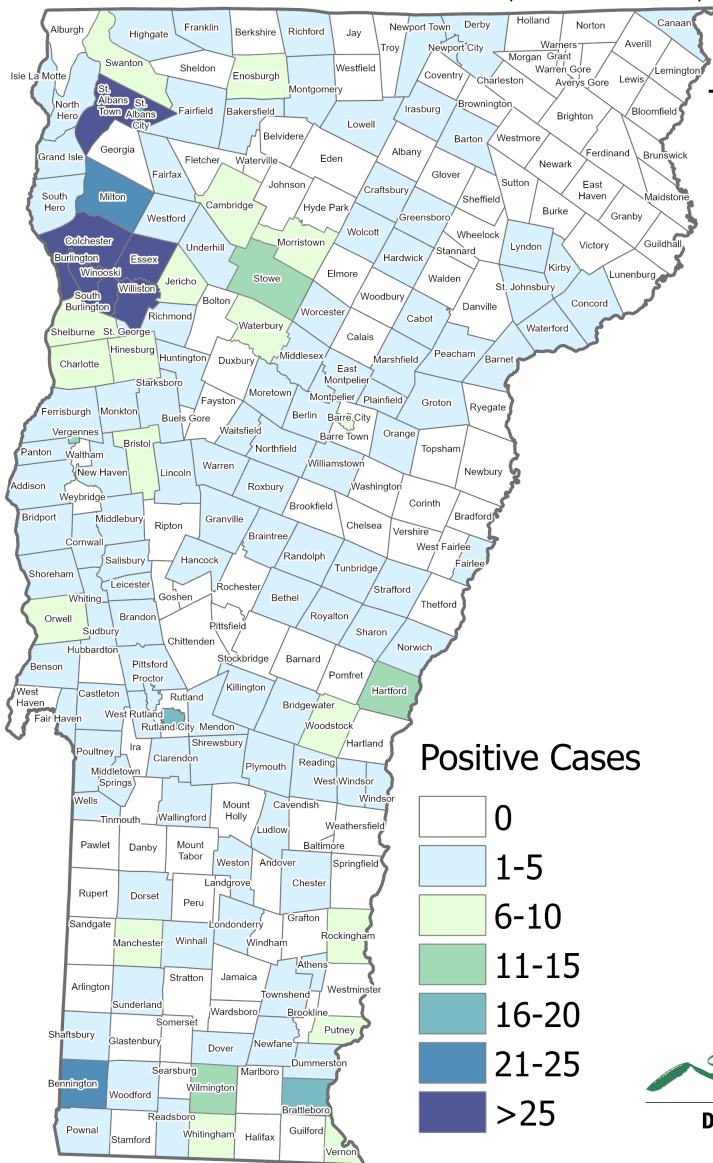 Alburgh
Highgate
Franklin
Berkshire
Richford
Jay
Newport Town
Derby
Holland
Norton
Canaan
Troy
Newport City
Warners
Grant
Averill
Morgan
Swanton
Sheldon
Enosburgh
Westfield
Coventry
Charleston
Warren Gore
Averys Gore
Lewis
Lemington
Isle La Motte
Montgomery
North
Hero
St.
Albans
Town
St.
Albans
City
Fairfield
Bakersfield
Lowell
Irasburg
Brownington
Brighton
Bloomfield
Barton
Westmore
Belvidere
Georgia
Fletcher
Waterville
Eden
Albany
Newark
Ferdinand
Brunswick
Grand Isle
Fairfax
Glover
Sutton
East
Haven
Maidstone
Johnson
Craftsbury
Sheffield
South
Hero
Milton
Cambridge
Hyde Park
Greensboro
Burke
Granby
Westford
Wolcott
Wheelock
Victory
Guildhall
Colchester
Underhill
Morristown
Hardwick
Stannard
Lyndon
Burlington
Essex
Winooski
Jericho
Stowe
Elmore
Walden
Kirby
Lunenburg
Williston
Woodbury
St. Johnsbury
South
Burlington
Bolton
Worcester
Cabot
Danville
Concord
Richmond
Waterbury
Calais
Waterford
Shelburne
St. George
Hinesburg
Huntington
Duxbury
Middlesex
Marshfield
Peacham
Barnet
Charlotte
East
Montpelier
Starksboro
Moretown
Montpelier
Plainfield
Groton
Ryegate
Ferrisburgh
Monkton
Buels Gore
Fayston
Berlin
Barre City
Barre Town
Vergennes
Waitsfield
Orange
Panton
Waltham
Bristol
Northfield
Topsham
New Haven
Lincoln
Warren
Williamstown
Newbury
Addison
Weybridge
Roxbury
Washington
Bridport
Middlebury
Ripton
Granville
Brookfield
Corinth
Bradford
Chelsea
Vershire
Cornwall
Braintree
West Fairlee
Salisbury
Hancock
Randolph
Tunbridge
Fairlee
Shoreham
Leicester
Rochester
Strafford
Whiting
Goshen
Bethel
Thetford
Orwell
Brandon
Pittsfield
Royalton
Sudbury
Chittenden
Sharon
Norwich
Hubbardton
Stockbridge
Barnard
Benson
Pittsford
Pomfret
Proctor
Hartford
West
Haven
Castleton
Rutland
Killington
Bridgewater
Fair Haven
West Rutland
Rutland City
Mendon
Woodstock
Hartland
Ira
Shrewsbury
Poultney
Clarendon
Plymouth
Reading
Middletown
Springs
West Windsor
Windsor
Wells
Mount
Holly
Cavendish
Tinmouth
Wallingford
Ludlow
Weathersfield
Pawlet
Danby
Mount
Tabor
Baltimore
Weston
Andover
Springfield
Landgrove
Chester
Rupert
Dorset
Peru
Sandgate
Londonderry
Grafton
Manchester
Winhall
Windham
Rockingham
Athens
Arlington
Stratton
Jamaica
Townshend
Westminster
Sunderland
Wardsboro
Brookline
Somerset
Putney
Shaftsbury
Glastenbury
Newfane
Dover
Dummerston
Searsburg
Marlboro
Bennington
Woodford
Wilmington
Brattleboro
Readsboro
Pownal
Stamford
Whitingham
Halifax
Guilford
Vernon
Positive Cases
0
1-5
6-10
11-15
16-20
21-25
>25
D